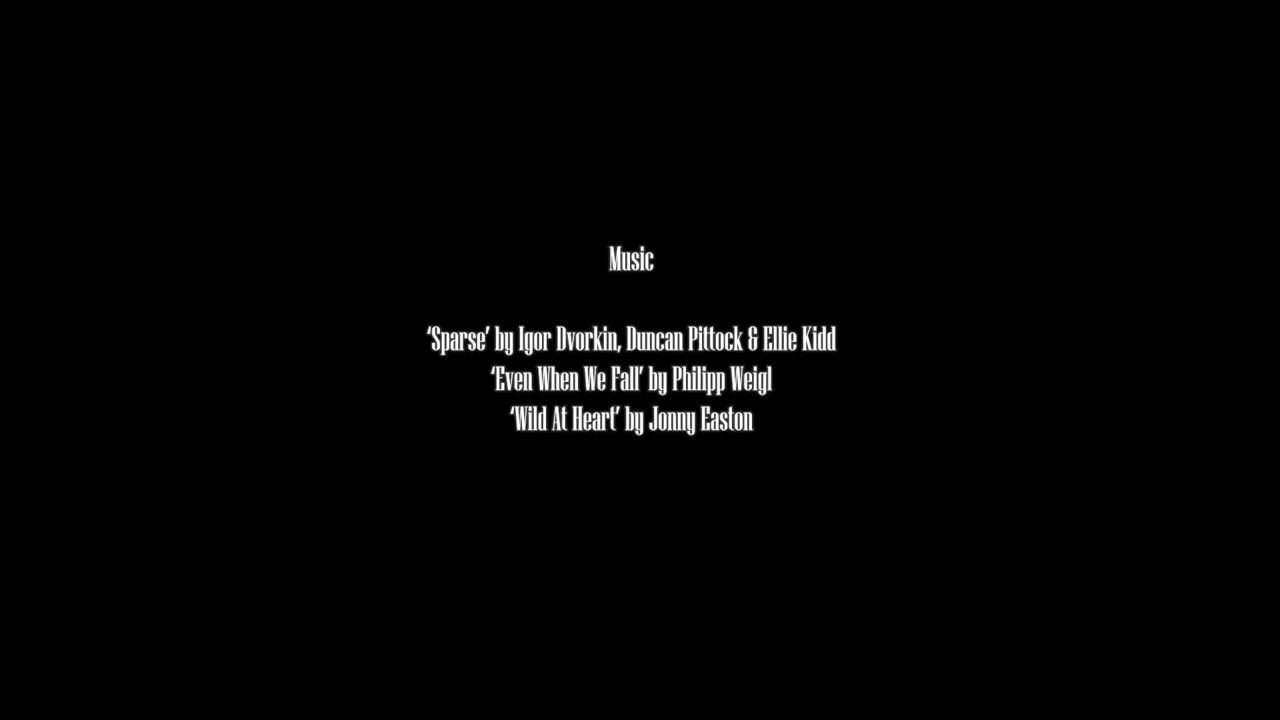 Music
‘Sparse’ by Igor Dvorkin, Duncan Pittock & Ellie Kidd
‘Even When We Fall’ by Philipp Weigl
‘Wild At Heart’ by Jonny Easton